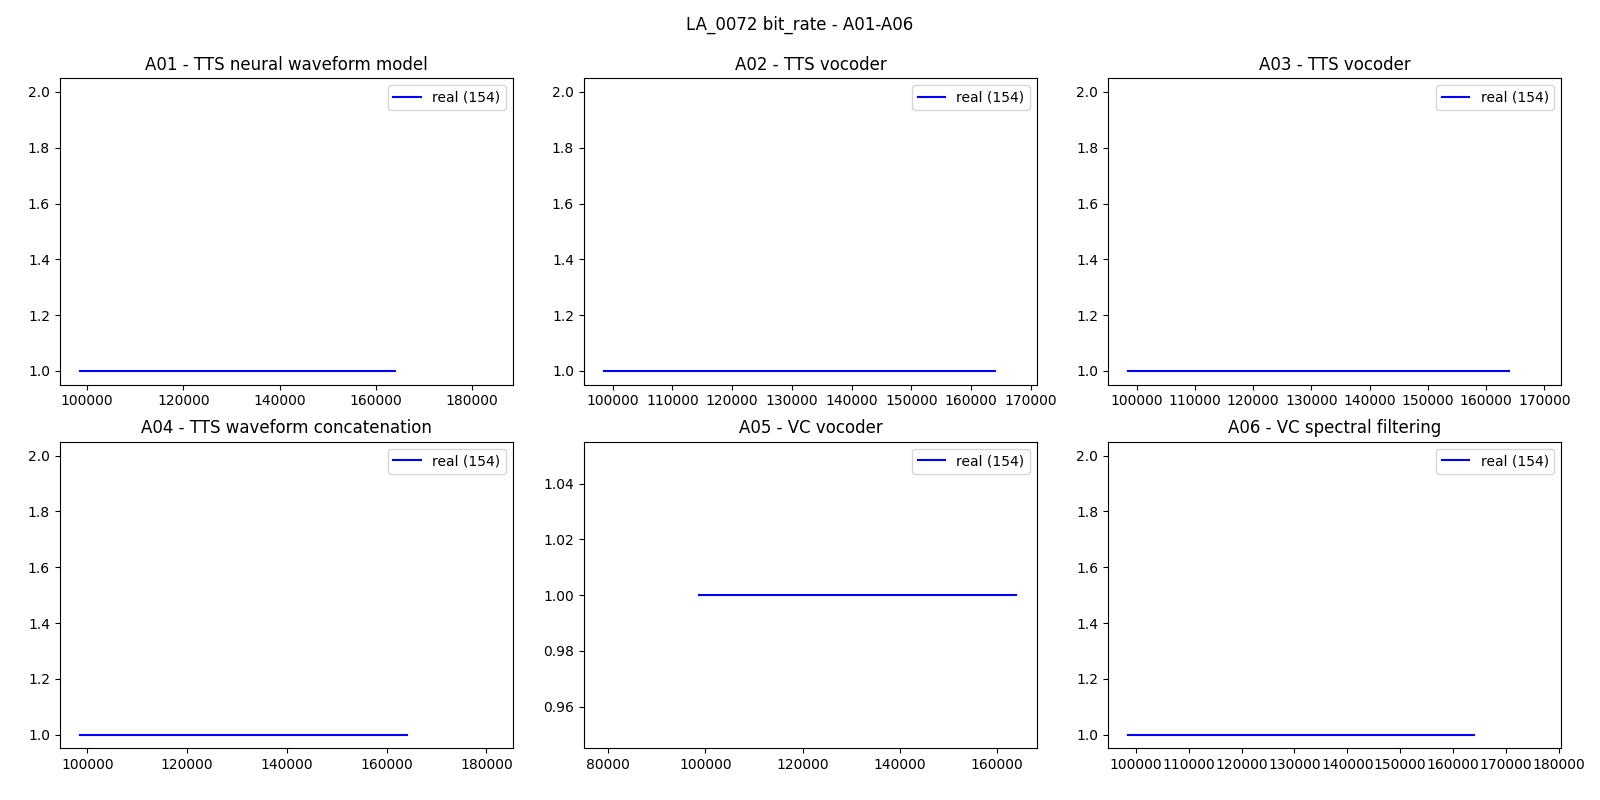 LA_0072 bit_rate - A01-A06
A01 - TTS neural waveform model
2.0
1.8
1.6
1.4
1.2
1.0
real (154)
100000 120000 140000 160000 180000
A02 - TTS vocoder
2.0
1.8
1.6
1.4
1.2
1.0
real (154)
100000 110000 120000 130000 140000 150000 160000 170000
A03 - TTS vocoder
2.0
1.8
1.6
1.4
1.2
1.0
real (154)
100000 110000 120000 130000 140000 150000 160000 170000
A04 - TTS waveform concatenation
2.0
1.8
1.6
1.4
1.2
1.0
real (154)
100000 120000 140000 160000 180000
A05 - VC vocoder
1.04
1.02
1.00
0.98
0.96
real (154)
80000 100000 120000 140000 160000
A06 - VC spectral filtering
2.0
1.8
1.6
1.4
1.2
1.0
real (154)
100000 110000 120000 130000 140000 150000 160000 170000 180000